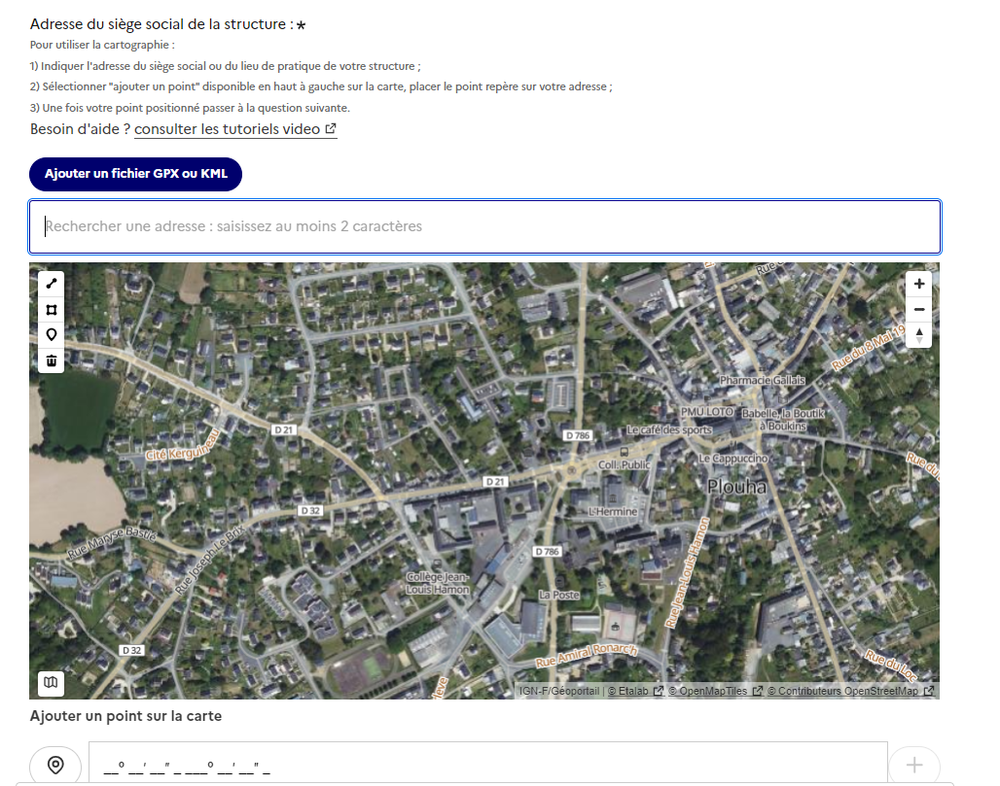 Adresse du siège social de la structure : *
Pour utiliser la cartographie :
1) Indiquer l'adresse du siège social ou du lieu de pratique de votre structure ;
2) Sélectionner "ajouter un point" disponible en haut à gauche sur la carte, placer le point repère sur votre adresse ;
3) Une fois votre point positionné passer à la question suivante.
Besoin d'aide ? consulter les tutoriels video
Ajouter un fichier GPX ou KML
Rechercher une adresse : saisissez au moins 2 caractères
+
−
Rue du 8 Mai 19
Pharmacie Gallais
PMU LOTO
Babelle, la Boutik
à Boukins
D 21
D 786
Le café des sports
Cité Kerguineau
Coll. Public
Le Cappuccino
Rue du
D 21
Plouha
D 32
L'Hermine
Rue Maryse Bastié
Rue Joseph Le Brix
D 786
Rue Jean-Louis Hamon
Collège Jean-
Louis Hamon
La Poste
D 32
Rue Amiral Ronarc'h
Rue du Loc
IGN-F/Géoportail | © Etalab © OpenMapTiles © Contributeurs OpenStreetMap
Ajouter un point sur la carte
__° __′ __″ _ ___° __′ __″ _
+